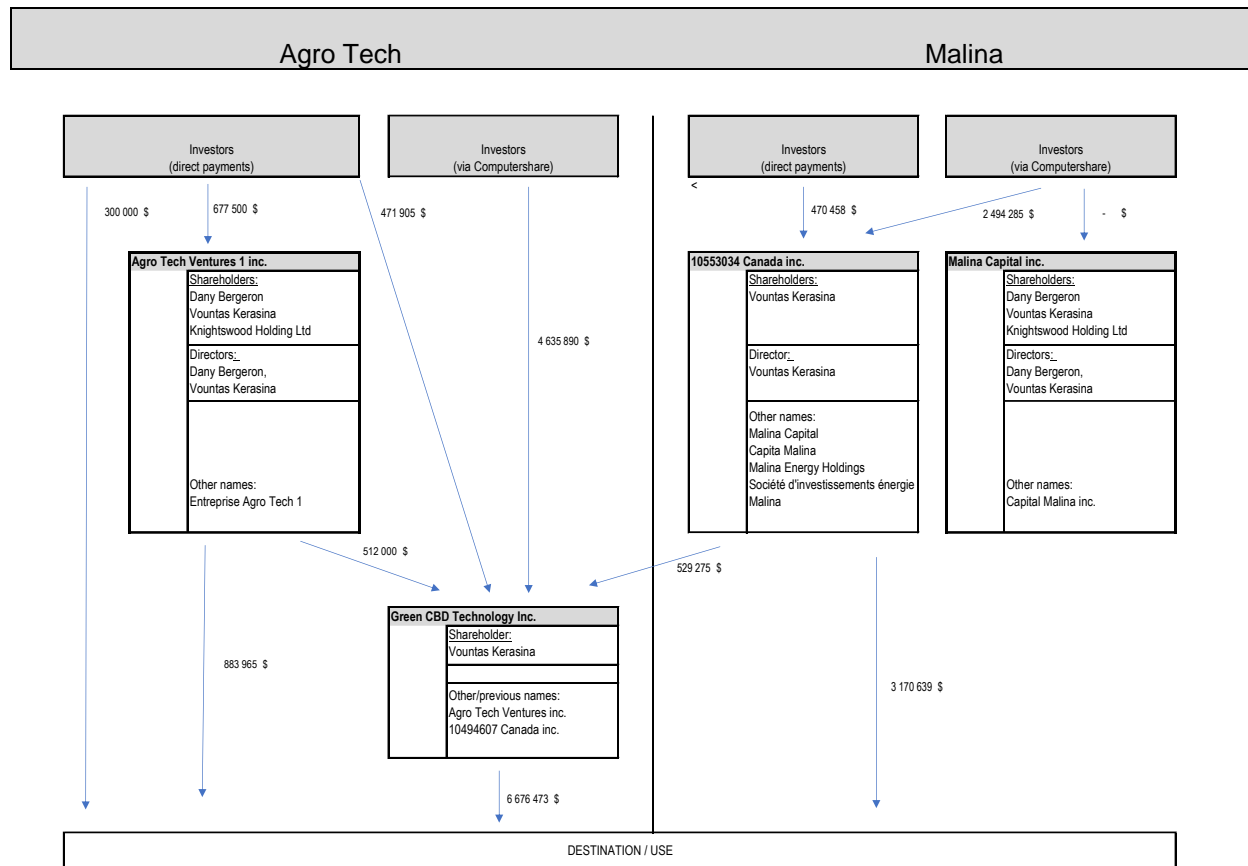 Agro Tech
Malina
Investors
(direct payments)
Investors
(via Computershare)
Investors
(direct payments)
Investors
(via Computershare)
<
300 000 $
677 500 $
471 905 $
470 458 $
2 494 285 $
- $
Agro Tech Ventures 1 inc.
Shareholders:
Dany Bergeron
Vountas Kerasina
Knightswood Holding Ltd
Directors:
Dany Bergeron,
Vountas Kerasina
Other names:
Entreprise Agro Tech 1
4 635 890 $
10553034 Canada inc.
Shareholders:
Vountas Kerasina
Director:
Vountas Kerasina
Other names:
Malina Capital
Capita Malina
Malina Energy Holdings
Société d'investissements énergie
Malina
Malina Capital inc.
Shareholders:
Dany Bergeron
Vountas Kerasina
Knightswood Holding Ltd
Directors:
Dany Bergeron,
Vountas Kerasina
Other names:
Capital Malina inc.
512 000 $
529 275 $
Green CBD Technology Inc.
Shareholder:
Vountas Kerasina
Other/previous names:
Agro Tech Ventures inc.
10494607 Canada inc.
883 965 $
3 170 639 $
6 676 473 $
DESTINATION / USE